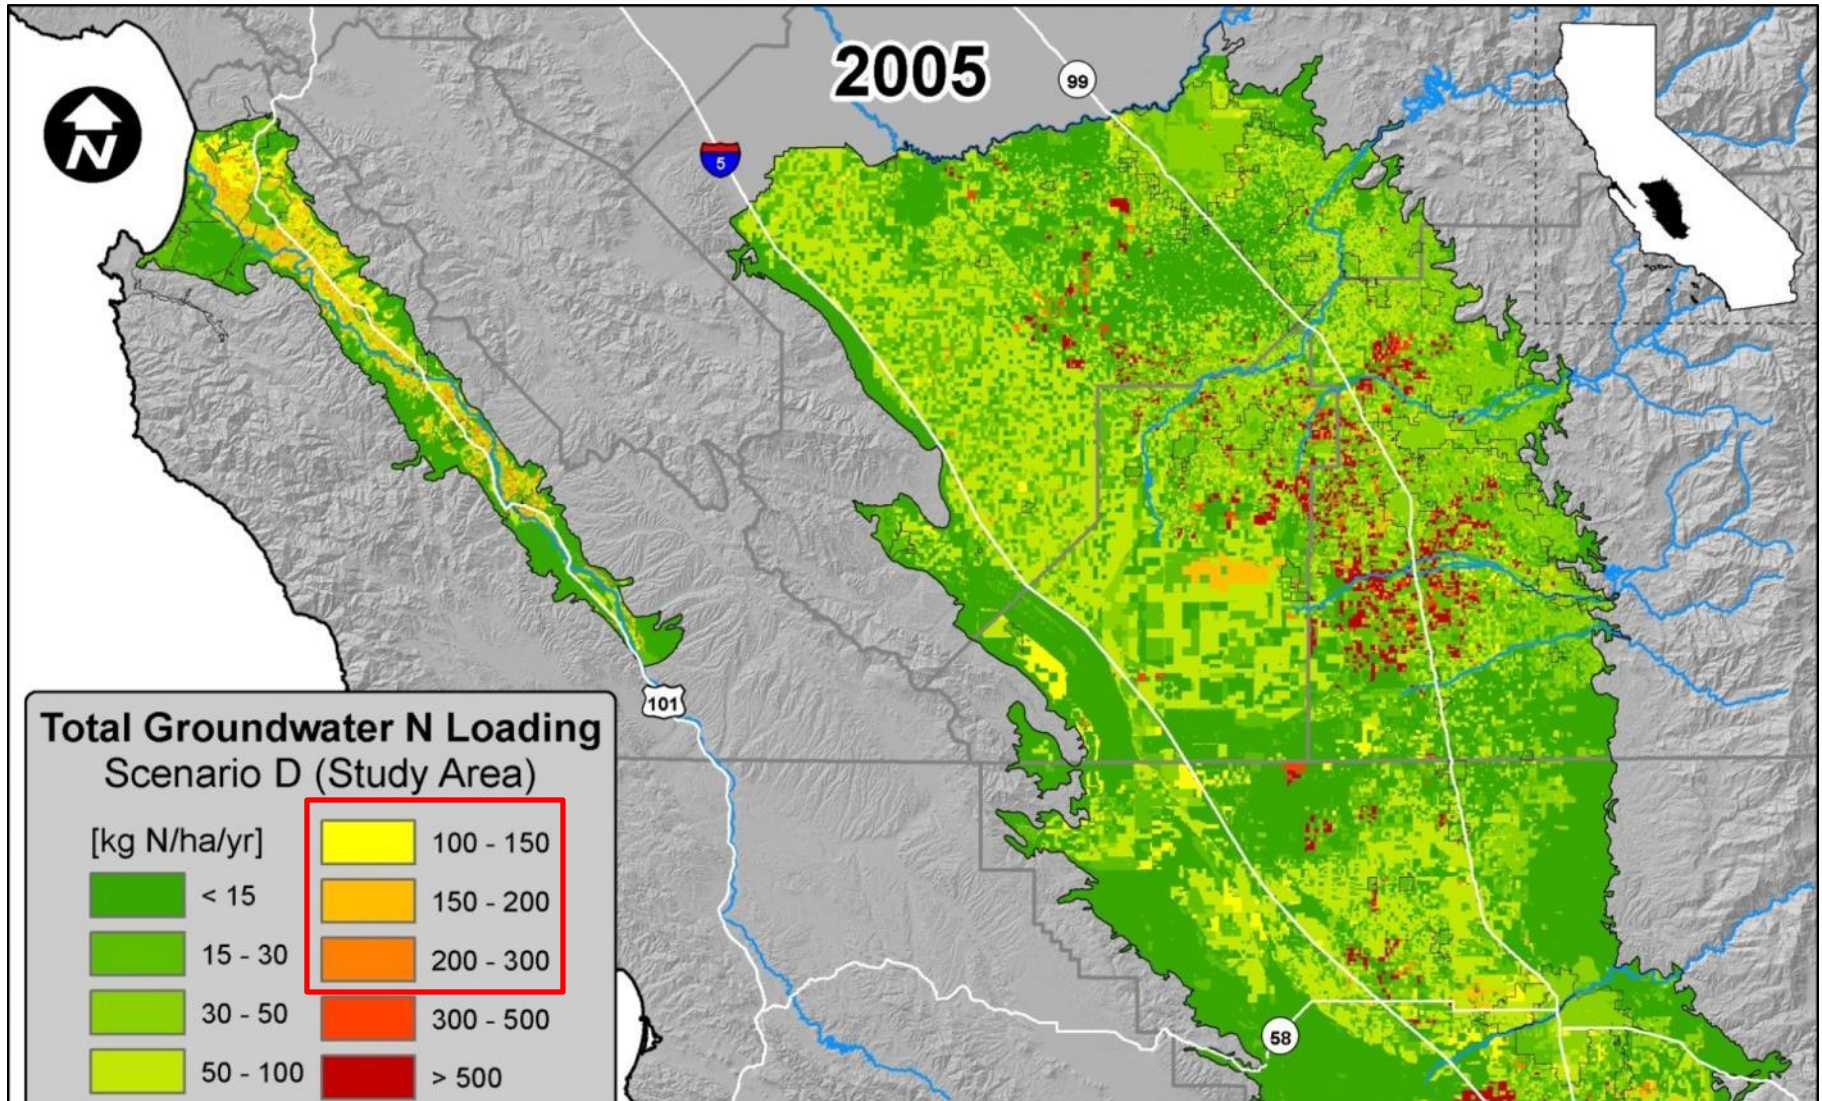 2005
N
99
5
101
Total Groundwater N Loading
Scenario D (Study Area)
[kg N/ha/yr]
< 15
15 - 30
30 - 50
50 - 100
100 - 150
150 - 200
200 - 300
300 - 500
> 500
58